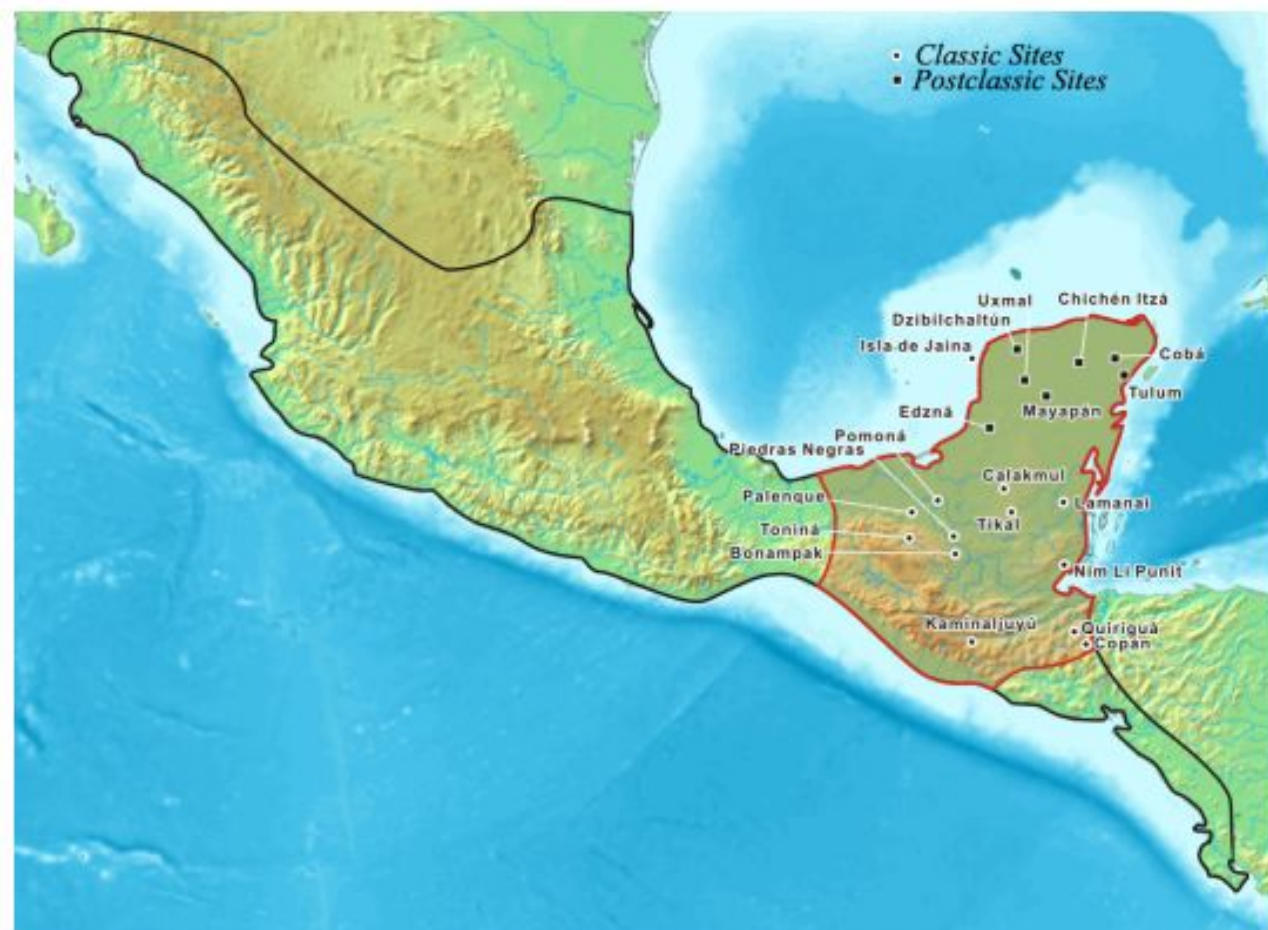 Classic Sites
Postclassic Sites
Uxmal
Chichén Itzá
Dzibilchaltún
Isla de Jaina
Cobá
Tulum
Edzná
Mayapán
Pomoná
Piedras Negras
Calakmul
Palenque
Lamanai
Tikal
Toniná
Bonampak
Nim Li Punit
Kaminaljuyú
Quiriguá
Copán